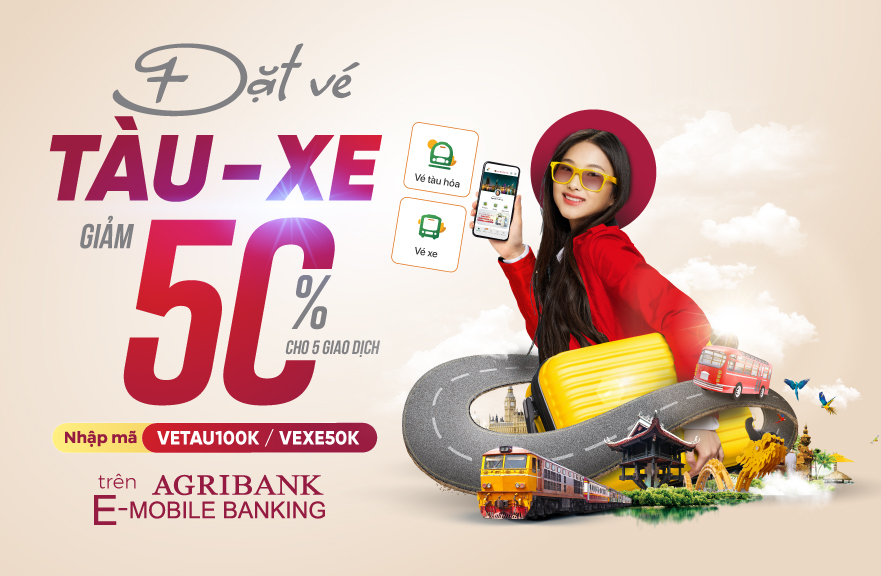 Đặt vé
TÀU - XE
GIẢM
50%
CHO 5 GIAO DỊCH
Nhập mã VETAU100K / VEXE50K
trên AGRIBANK
E-MOBILE BANKING
Vé tàu hỏa
Vé xe